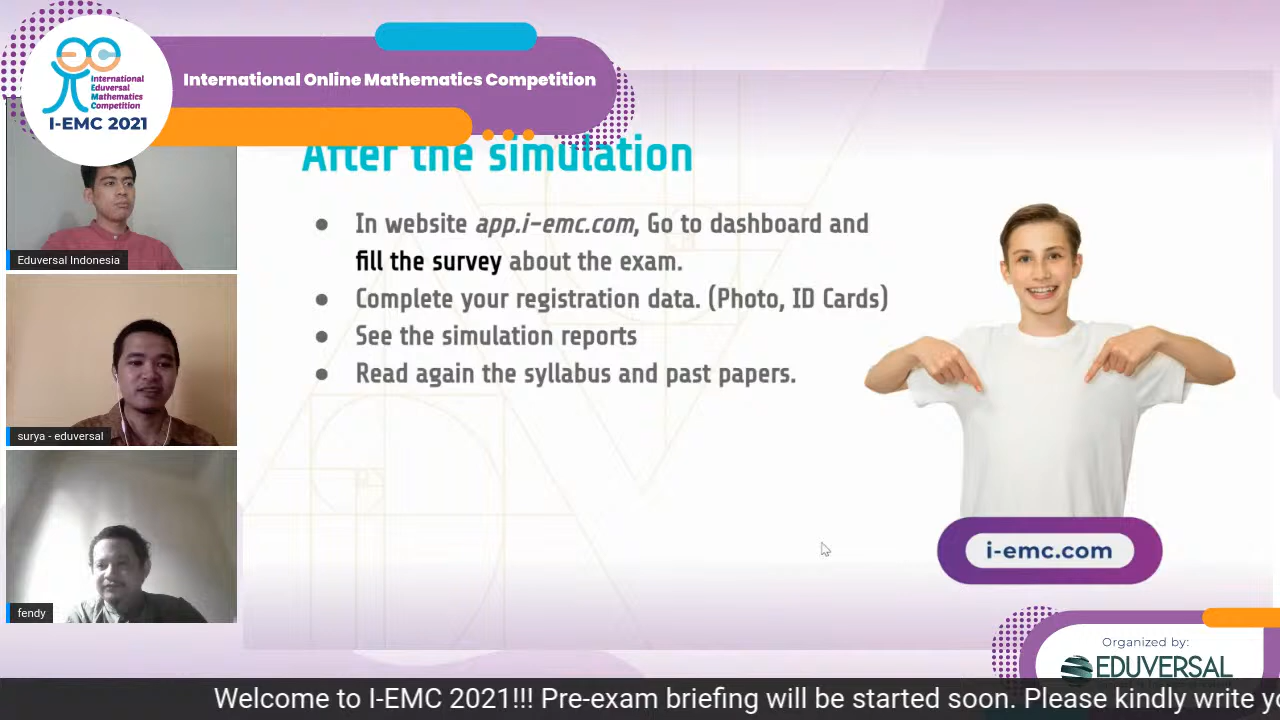 International Online Mathematics Competition
International
Eduversal
Mathematics
Competition
I-EMC 2021
After the simulation
● In website app.i-emc.com, Go to dashboard and
fill the survey about the exam.
● Complete your registration data. (Photo, ID Cards)
● See the simulation reports
● Read again the syllabus and past papers.
Eduversal Indonesia
surya - eduversal
fendy
i-emc.com
Organized by:
EDUVERSAL
Welcome to I-EMC 2021!!! Pre-exam briefing will be started soon. Please kindly write yo